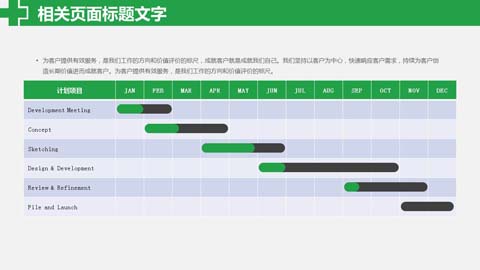 相关页面标题文字
• 为客户提供有效服务，是我们工作的方向和价值评价的标尺，成就客户就是成就我们自己。我们坚持以客户为中心，快速响应客户需求，持续为客户创
造长期价值进而成就客户。为客户提供有效服务，是我们工作的方向和价值评价的标尺。
计划项目 JAN FEB MAR APR MAY JUN JUL AUG SEP OCT NOV DEC
Development Meeting
Concept
Sketching
Design & Development
Review & Refinement
File and Launch